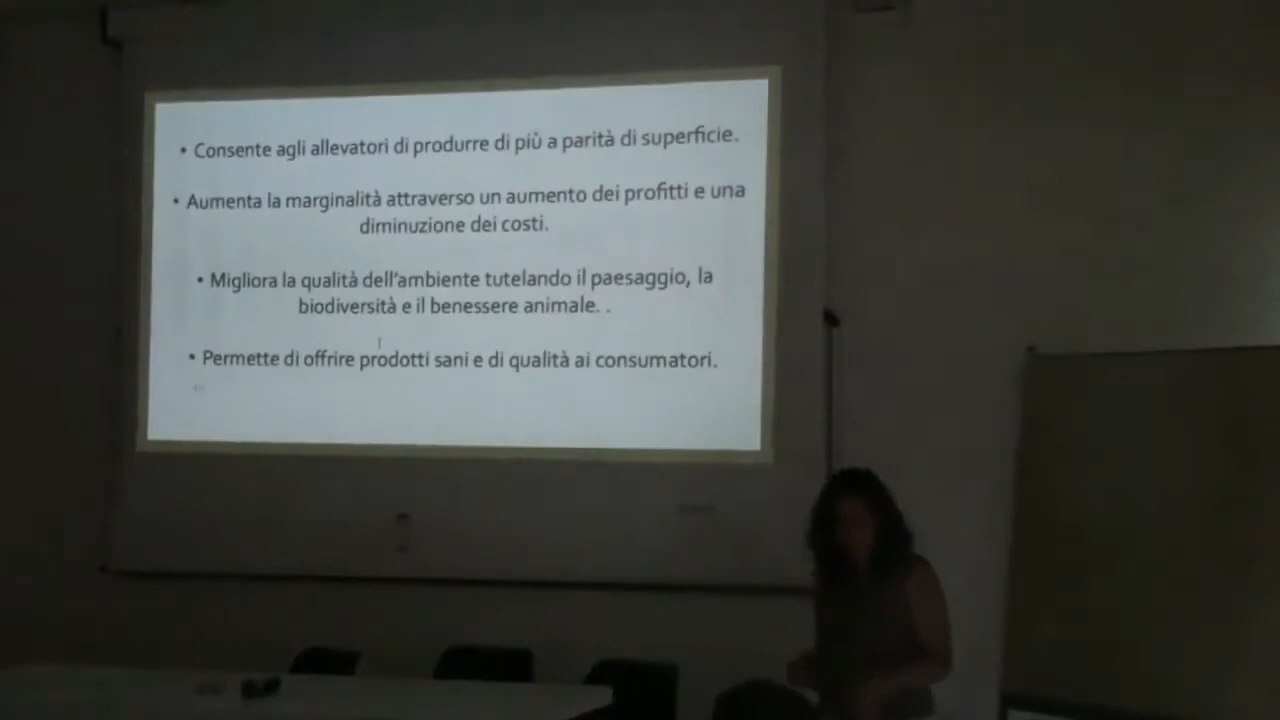 • Consente agli allevatori di produrre di più a parità di superficie.
• Aumenta la marginalità attraverso un aumento dei profitti e una
diminuzione dei costi.
• Migliora la qualità dell'ambiente tutelando il paesaggio, la
biodiversità e il benessere animale. .
• Permette di offrire prodotti sani e di qualità ai consumatori.